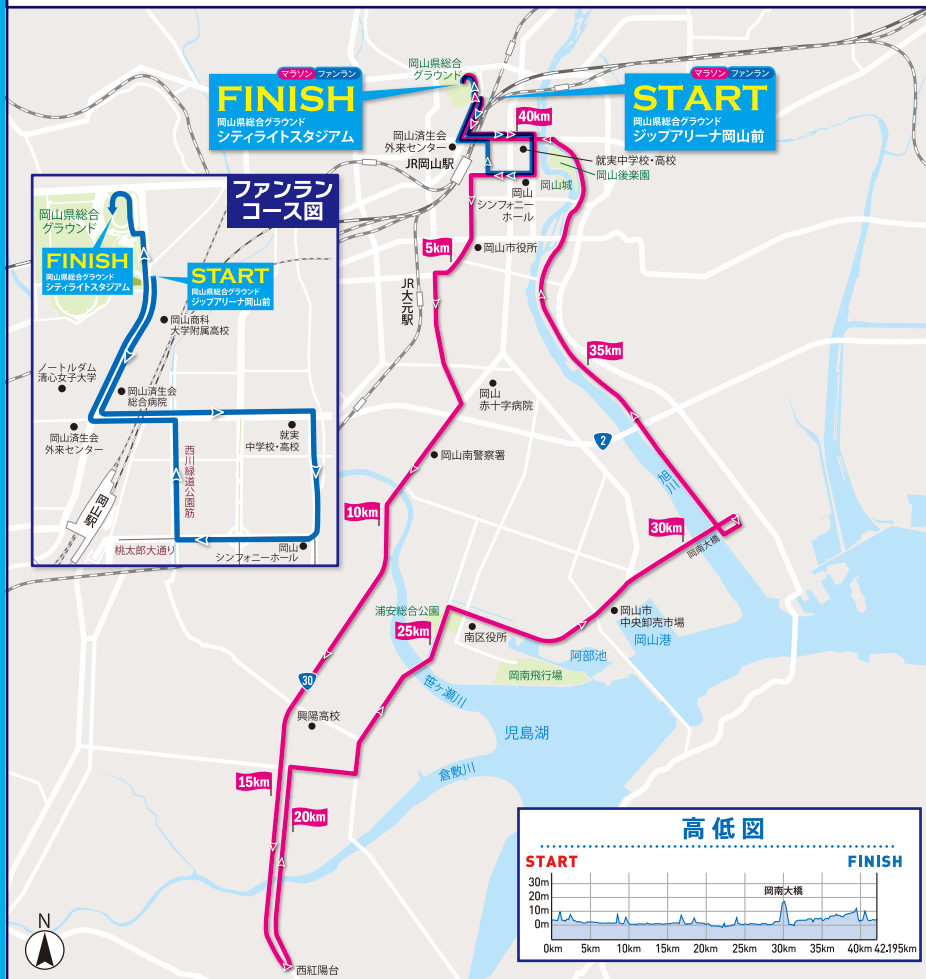 岡山県総合
グラウンド
マラソン ファンラン
FINISH
岡山県総合グラウンド
シティライトスタジアム
マラソン ファンラン
START
岡山県総合グラウンド
ジップアリーナ岡山前
40km
岡山済生会
外来センター
JR岡山駅
就実中学校・高校
岡山後楽園
岡山城
岡山
シンフォニー
ホール
5km
岡山市役所
JR大元駅
35km
岡山
赤十字病院
2
岡山南警察署
旭川
10km
30km
岡南大橋
浦安総合公園
25km
南区役所
岡山市
中央卸売市場
岡山港
阿部池
岡南飛行場
笹ヶ瀬川
30
興陽高校
児島湖
倉敷川
15km
20km
西紅陽台
N
ファンラン
コース図
岡山県総合
グラウンド
FINISH
岡山県総合グラウンド
シティライトスタジアム
START
岡山県総合グラウンド
ジップアリーナ岡山前
岡山商科
大学附属高校
ノートルダム
清心女子大学
岡山済生会
総合病院
岡山済生会
外来センター
就実
中学校・高校
西川緑道公園筋
岡山駅
桃太郎大通り
岡山
シンフォニーホール
高低図
START
FINISH
岡南大橋
30m
20m
10m
0m
0km 5km 10km 15km 20km 25km 30km 35km 40km 42.195km